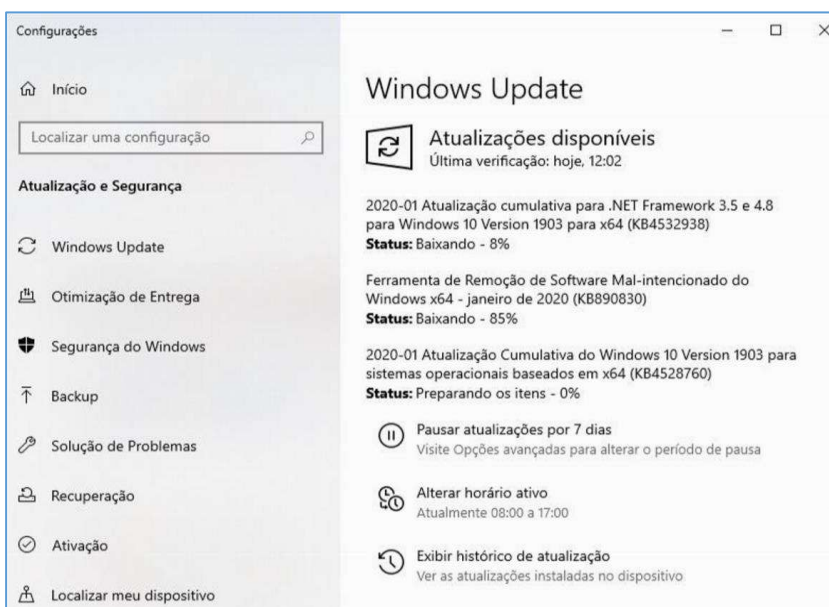 Configurações
Início
Localizar uma configuração
Atualização e Segurança
Windows Update
Otimização de Entrega
Segurança do Windows
Backup
Solução de Problemas
Recuperação
Ativação
Localizar meu dispositivo
Windows Update
Atualizações disponíveis
Última verificação: hoje, 12:02
2020-01 Atualização cumulativa para .NET Framework 3.5 e 4.8
para Windows 10 Version 1903 para x64 (KB4532938)
Status: Baixando - 8%
Ferramenta de Remoção de Software Mal-intencionado do
Windows x64 - janeiro de 2020 (KB890830)
Status: Baixando - 85%
2020-01 Atualização Cumulativa do Windows 10 Version 1903 para
sistemas operacionais baseados em x64 (KB4528760)
Status: Preparando os itens - 0%
Pausar atualizações por 7 dias
Visite Opções avançadas para alterar o período de pausa
Alterar horário ativo
Atualmente 08:00 a 17:00
Exibir histórico de atualização
Ver as atualizações instaladas no dispositivo